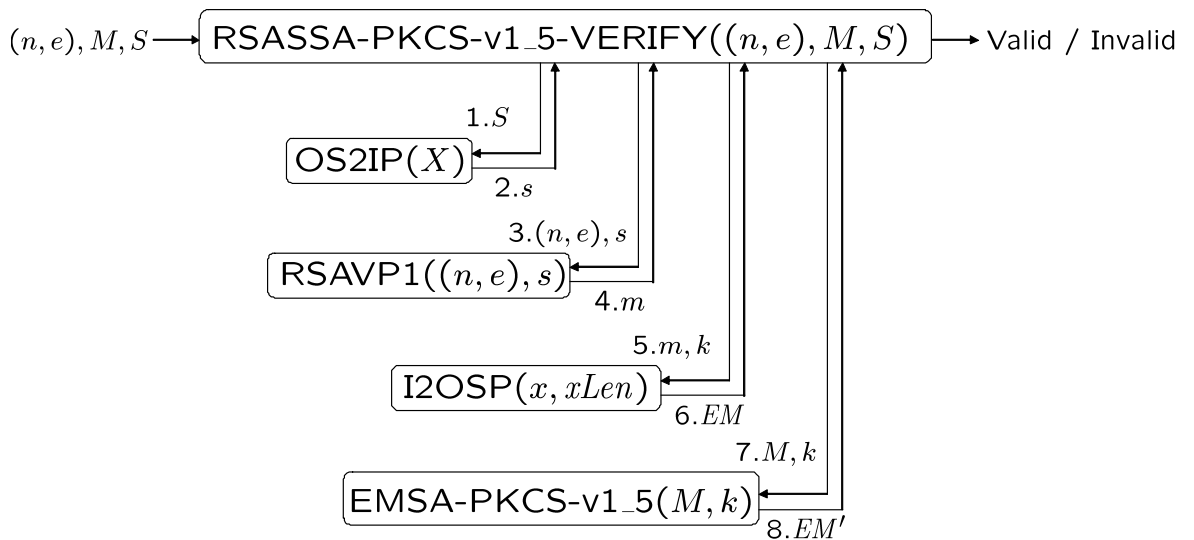 (n, e), M, S RSASSA-PKCS-v1_5-VERIFY((n, e), M, S) Valid / Invalid
1.S
OS2IP(X)
2.s
3.(n, e), s
RSAVP1((n, e), s)
4.m
5.m, k
I2OSP(x, xLen)
6.EM
7.M, k
EMSA-PKCS-v1_5(M, k)
8.EM′